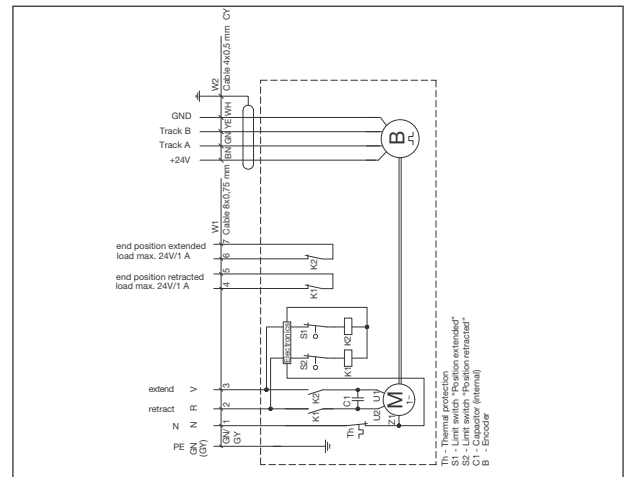 W2
Cable 4x0,5 mm CY
GND
WH
Track B
YE
Track A
GN
+24V
BN
B
W1
Cable 8x0,75 mm
end position extended
load max. 24V/1 A
7
6
K2
end position retracted
load max. 24V/1 A
5
4
K1
Electronics
S1
K2
S2
K1
extend
V
3
K2
retract
R
2
K1
C1
U1
U2
M
1~
Z1
N
N
1
Th
PE
GN
(GY)
GN/
GY
Th - Thermal protection
S1 - Limit switch "Position extended"
S2 - Limit switch "Position retracted"
C1 - Capacitor (internal)
B - Encoder